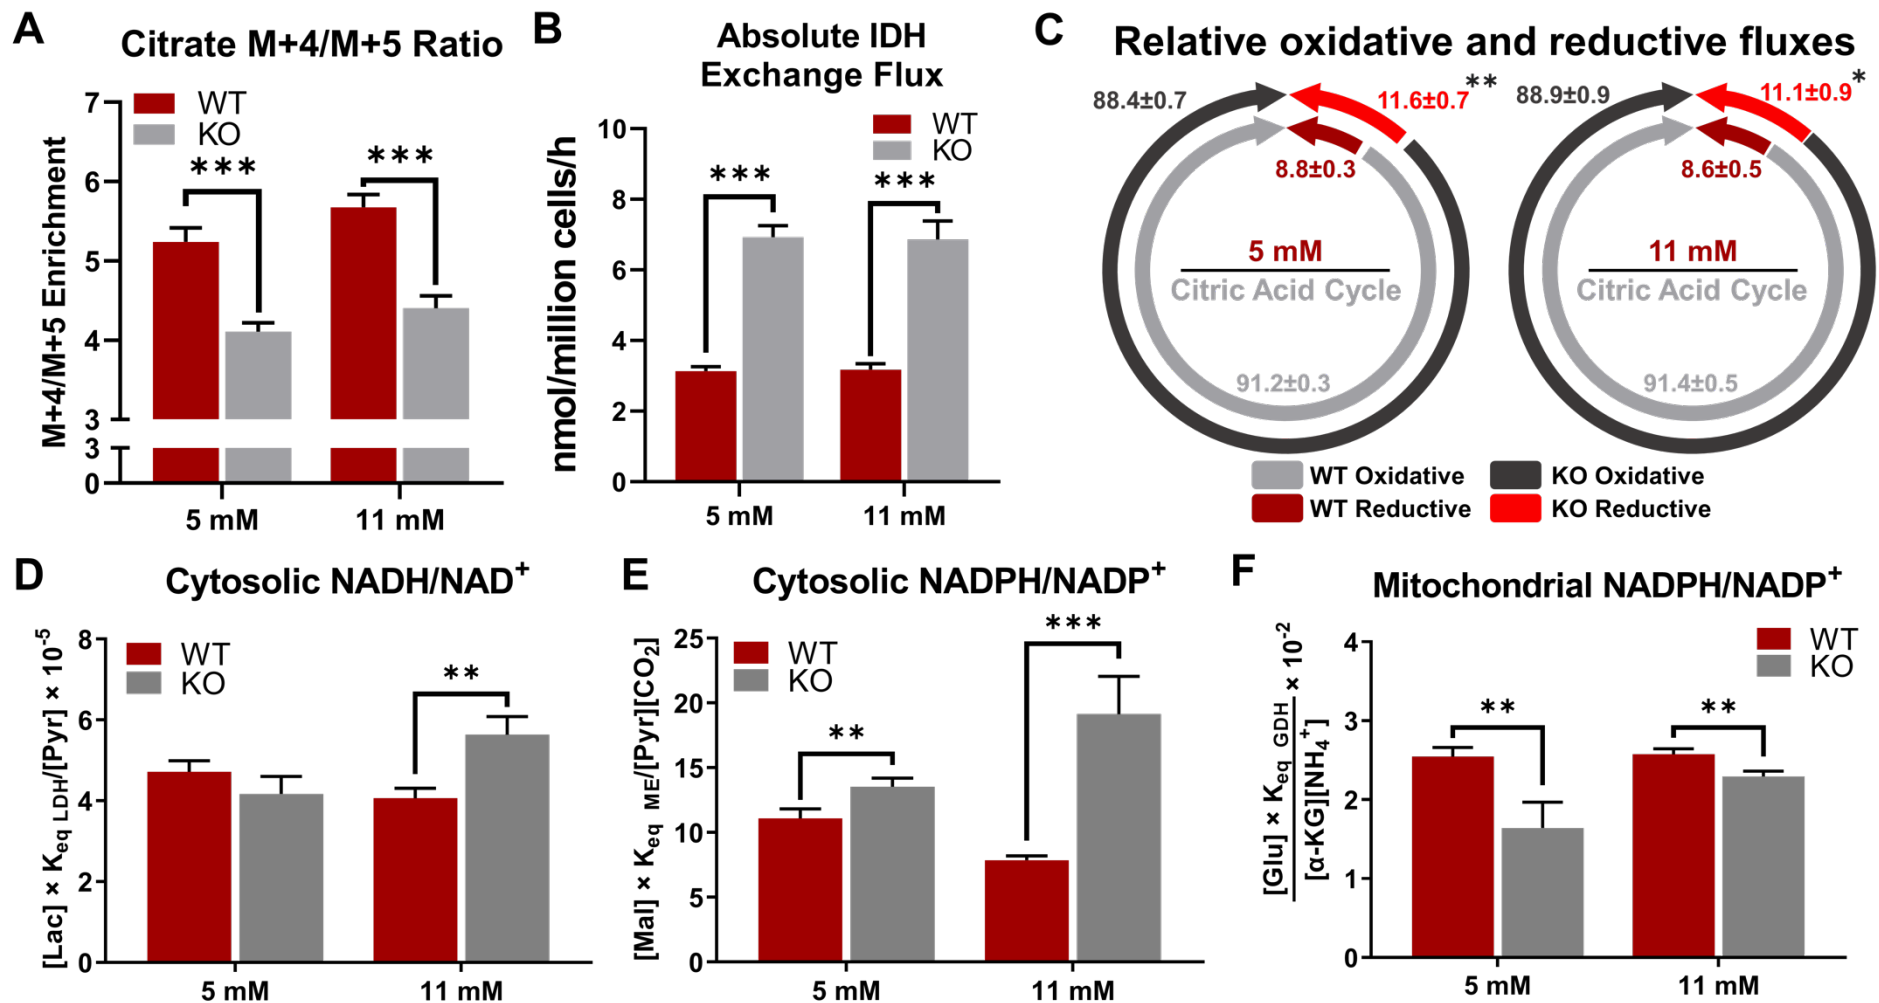 A
Citrate M+4/M+5 Ratio
M+4/M+5 Enrichment
WT
KO
7
6
5
4
3
3
0
***
***
5 mM
11 mM
B
Absolute IDH
Exchange Flux
nmol/million cells/h
WT
KO
10
8
6
4
2
0
***
***
5 mM
11 mM
C
Relative oxidative and reductive fluxes
88.4±0.7
11.6±0.7**
8.8±0.3
5 mM
Citric Acid Cycle
91.2±0.3
88.9±0.9
11.1±0.9*
8.6±0.5
11 mM
Citric Acid Cycle
91.4±0.5
WT Oxidative
KO Oxidative
WT Reductive
KO Reductive
D
Cytosolic NADH/NAD⁺
[Lac] × Keq LDH/[Pyr] × 10⁻⁵
WT
KO
8
6
4
2
0
**
5 mM
11 mM
E
Cytosolic NADPH/NADP⁺
[Mal] × Keq ME/[Pyr][CO₂]
WT
KO
25
20
15
10
5
0
**
***
5 mM
11 mM
F
Mitochondrial NADPH/NADP⁺
[Glu] × Keq GDH × 10⁻²
[α-KG][NH₄⁺]
WT
KO
4
3
2
1
0
**
**
5 mM
11 mM